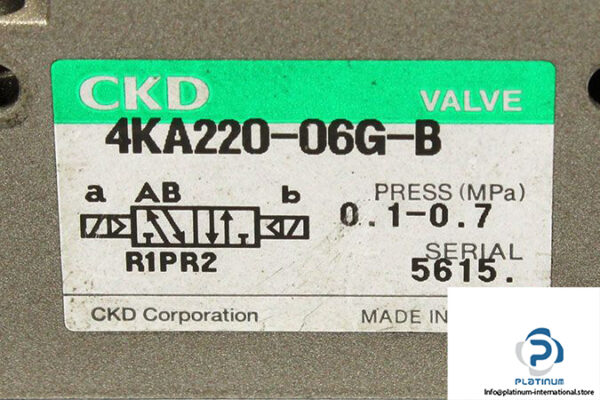 CKD VALVE
4KA220-06G-B
a AB b PRESS (MPa)
0.1-0.7
R1PR2 SERIAL
5615.
CKD Corporation MADE IN
PLATINUM
Info@platinum-international.store